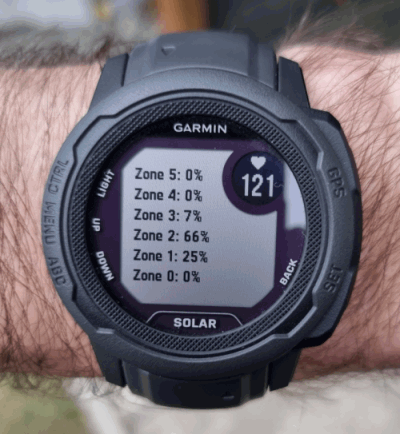 GARMIN
Zone 5: 0%
Zone 4: 0%
Zone 3: 7%
Zone 2: 66%
Zone 1: 25%
Zone 0: 0%
121
SOLAR
LIGHT
CTRL
UP
MENU
DOWN
ABC
GPS
BACK
SET